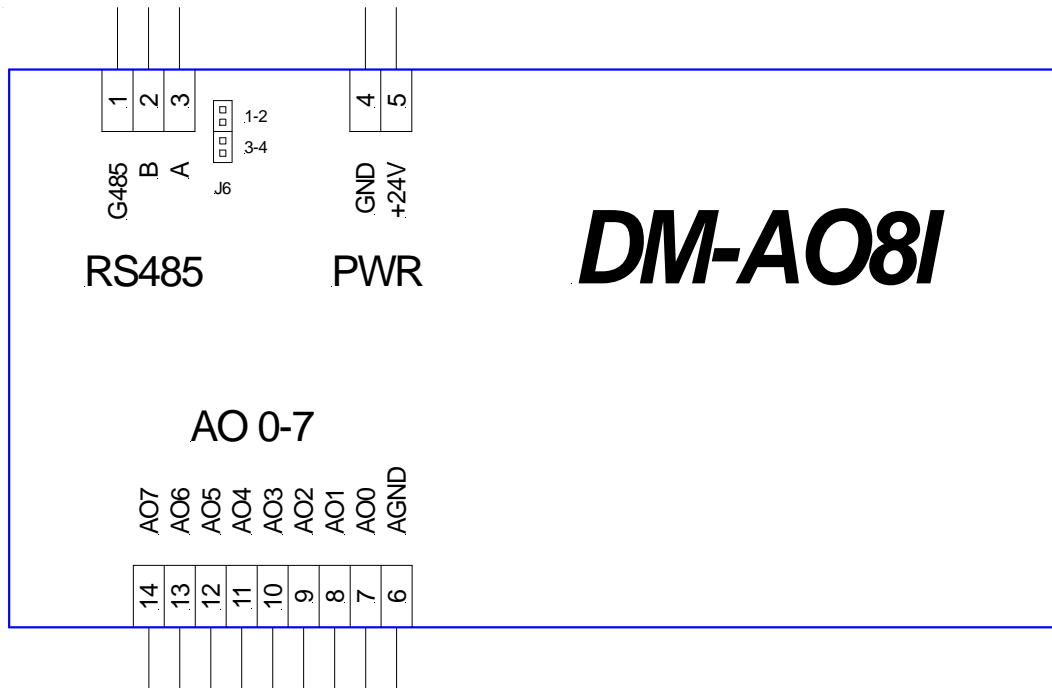 1 2 3 4 5
1-2
3-4
J6
G485 B A GND +24V
RS485 PWR
DM-AO8I
AO 0-7
AO7 AO6 AO5 AO4 AO3 AO2 AO1 AO0 AGND
14 13 12 11 10 9 8 7 6